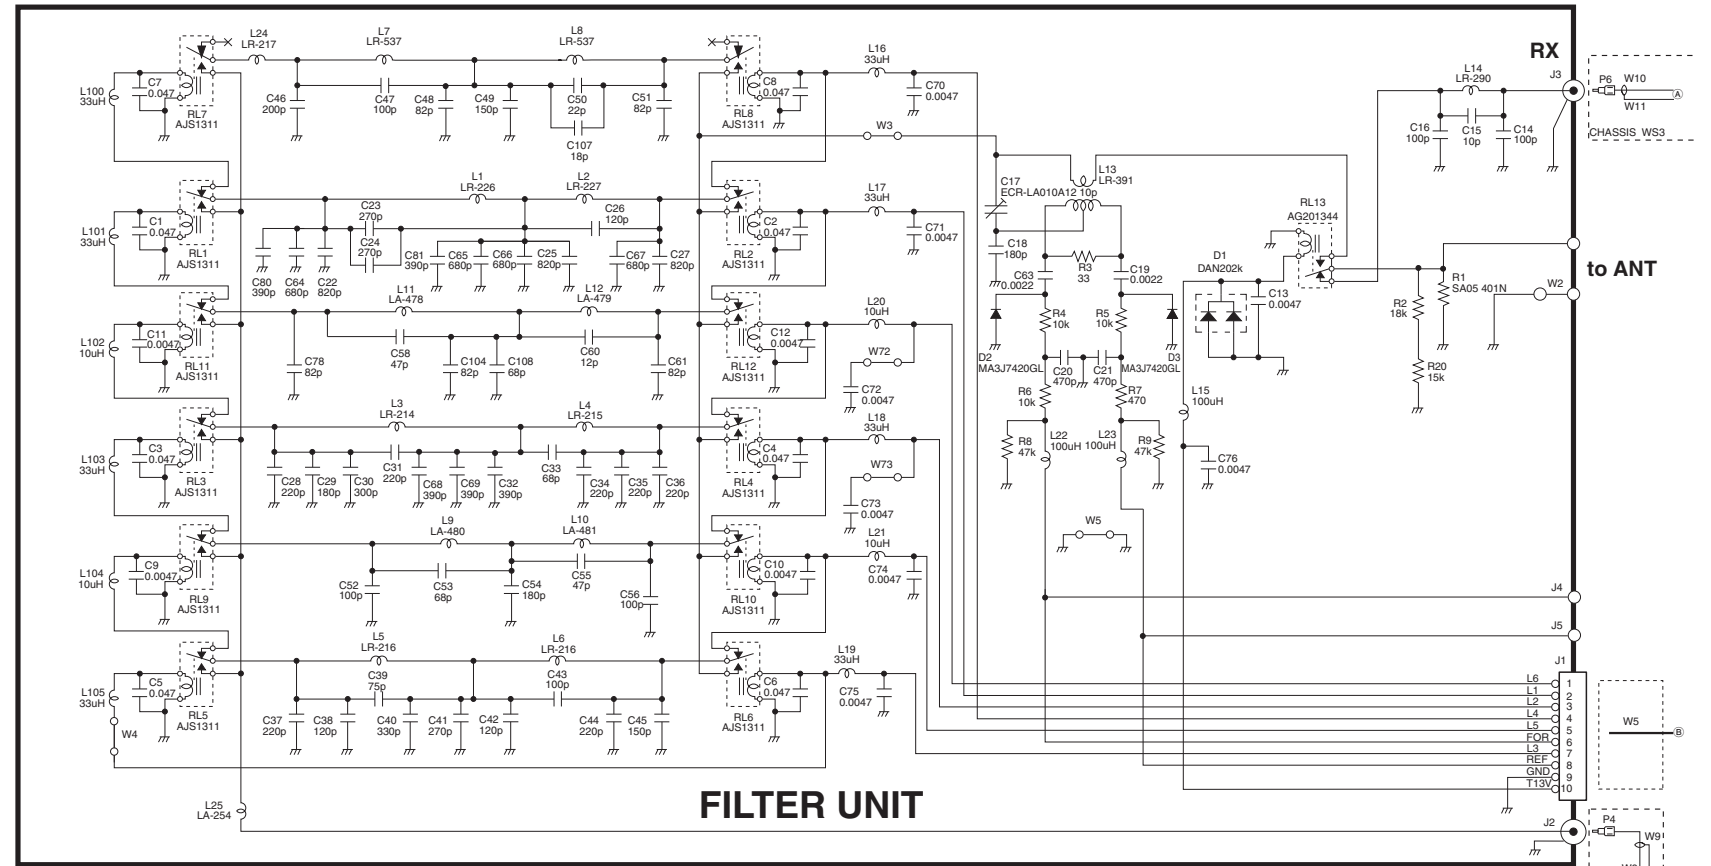 RX
L24
LR-217
L7
LR-537
L8
LR-537
L16
33uH
L14
LR-290
J3
P6
W10
W11
A
CHASSIS WS3
L100
33uH
C7
0.047
RL7
AJS1311
C46
200p
C47
100p
C48
82p
C49
150p
C50
22p
C107
18p
C51
82p
C8
0.047
RL8
AJS1311
C70
0.0047
W3
C16
100p
C15
10p
C14
100p
L1
LR-226
L2
LR-227
L17
33uH
C17
ECR-LA010A12 10p
L13
LR-391
RL13
AG201344
L101
33uH
C1
0.047
RL1
AJS1311
C80
390p
C64
680p
C22
820p
C23
270p
C24
270p
C81
390p
C65
680p
C66
680p
C25
820p
C26
120p
C67
680p
C27
820p
C2
0.047
RL2
AJS1311
C71
0.0047
C18
180p
C63
0.0022
R3
33
C19
0.0022
D1
DAN202k
C13
0.0047
to ANT
R1
SA05 401N
W2
R2
18k
R20
15k
L11
LA-478
L12
LA-479
L20
10uH
L102
10uH
C11
0.0047
RL11
AJS1311
C78
82p
C58
47p
C104
82p
C108
68p
C60
12p
C61
82p
C12
0.0047
RL12
AJS1311
W72
C72
0.0047
R4
10k
R5
10k
D2
MA3J7420GL
C20
470p
C21
470p
D3
MA3J7420GL
R6
10k
R7
470
L15
100uH
L3
LR-214
L4
LR-215
L18
33uH
L103
33uH
C3
0.047
RL3
AJS1311
C28
220p
C29
180p
C30
300p
C31
220p
C68
390p
C69
390p
C32
390p
C33
68p
C34
220p
C35
220p
C36
220p
C4
0.047
RL4
AJS1311
W73
C73
0.0047
R8
47k
L22
100uH
L23
100uH
R9
47k
C76
0.0047
L9
LA-480
L10
LA-481
L21
10uH
W5
L104
10uH
C9
0.0047
RL9
AJS1311
C52
100p
C53
68p
C54
180p
C55
47p
C56
100p
C10
0.0047
RL10
AJS1311
C74
0.0047
J4
J5
L5
LR-216
L6
LR-216
L19
33uH
L105
33uH
C5
0.047
RL5
AJS1311
W4
C37
220p
C38
120p
C39
75p
C40
330p
C41
270p
C42
120p
C43
100p
C44
220p
C45
150p
C6
0.047
RL6
AJS1311
C75
0.0047
J1
L6 1
L1 2
L2 3
L4 4
L5 5
FOR 6
L3 7
REF 8
GND 9
T13V 10
W5
B
L25
LA-254
FILTER UNIT
J2
P4
W9